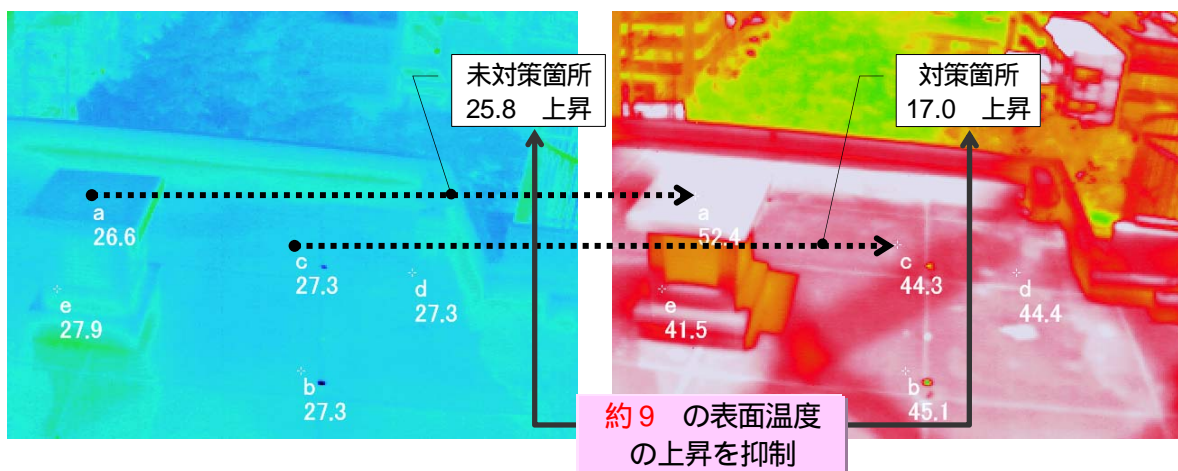 未対策箇所
25.8 上昇
対策箇所
17.0 上昇
a
26.6
c
27.3
d
27.3
e
27.9
b
27.3
a
52.4
c
44.3
d
44.4
e
41.5
b
45.1
約9 の表面温度
の上昇を抑制